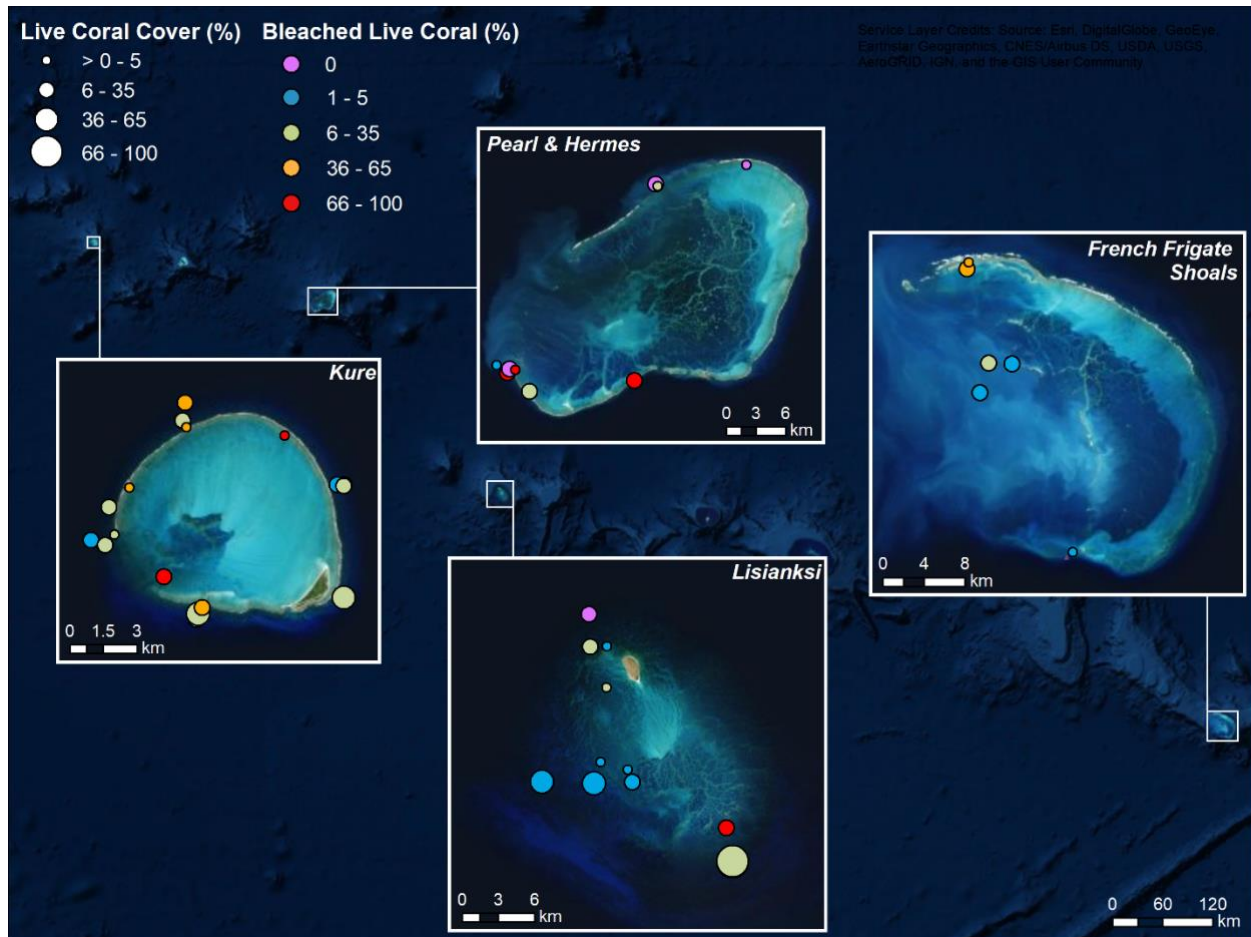 Live Coral Cover (%)
> 0 - 5
6 - 35
36 - 65
66 - 100
Bleached Live Coral (%)
0
1 - 5
6 - 35
36 - 65
66 - 100
Service Layer Credits: Source: Esri, DigitalGlobe, GeoEye,
Earthstar Geographics, CNES/Airbus DS, USDA, USGS,
AeroGRID, IGN, and the GIS User Community
Pearl & Hermes
0 3 6
km
French Frigate
Shoals
0 4 8
km
Kure
0 1.5 3
km
Lisianksi
0 3 6
km
0 60 120
km